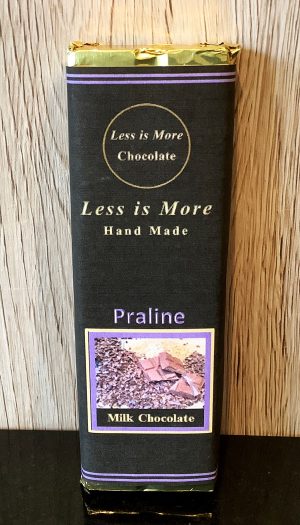 Less is More
Chocolate
Less is More
Hand Made
Praline
Milk Chocolate